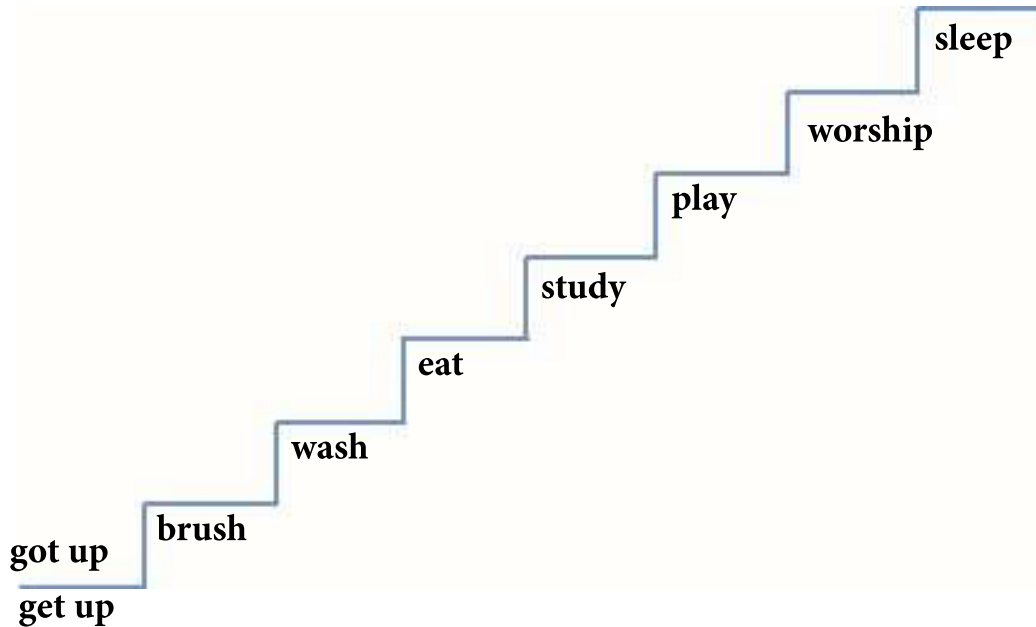 sleep
worship
play
study
eat
wash
brush
got up
get up